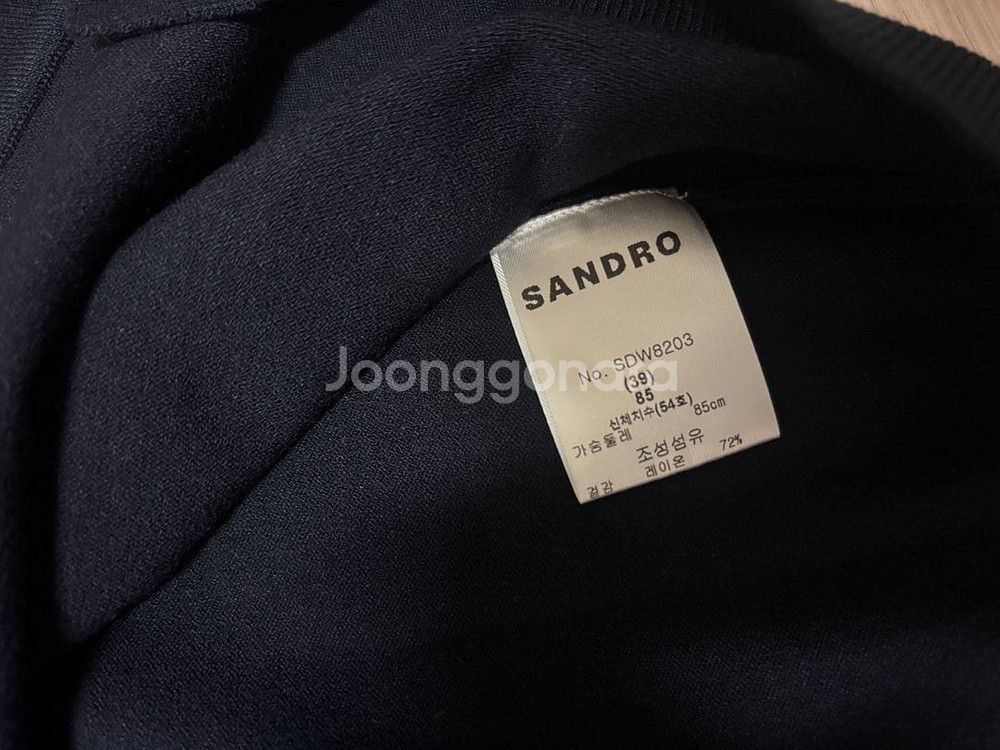 SANDRO
No. SDW8203
(39)
85
신체치수(54호)
가슴둘레 85cm
조성섬유
겉감 레이온 72%
Joonggonara